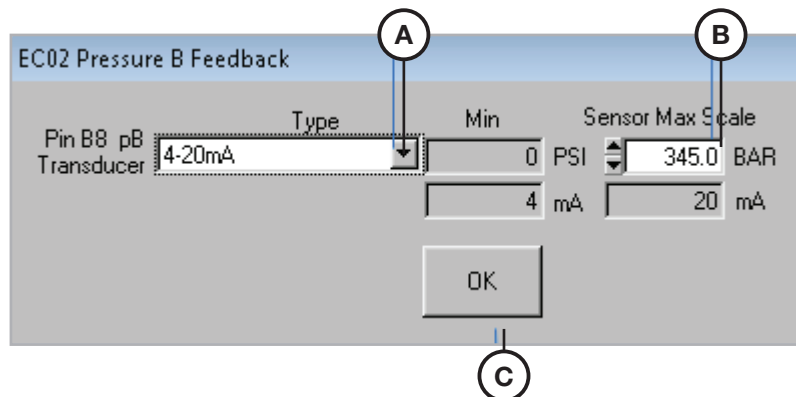 A B
EC02 Pressure B Feedback
Type Min Sensor Max Scale
Pin B8 pB
Transducer 4-20mA 0 PSI 345.0 BAR
4 mA 20 mA
OK
C